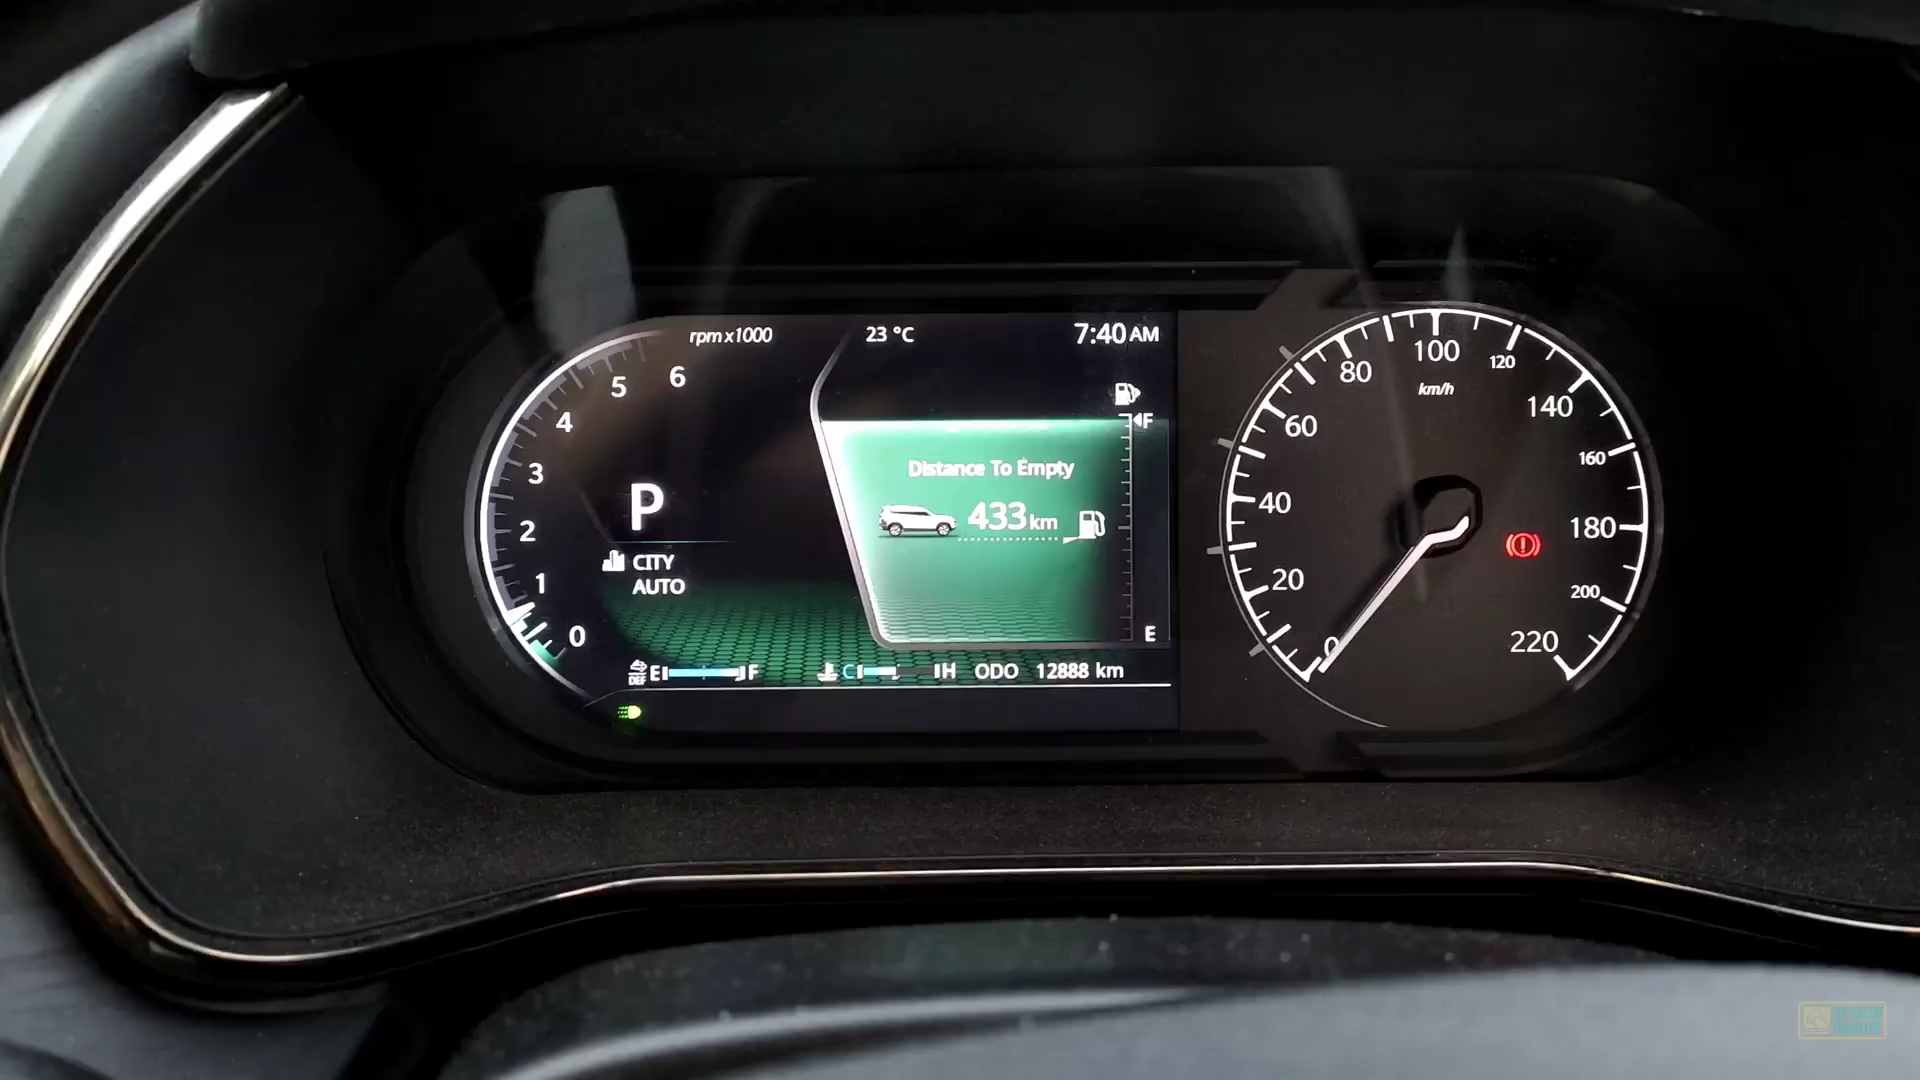 rpm x1000
23 °C
7:40 AM
6
5
4
3
2
1
0
P
CITY
AUTO
F
Distance To Empty
433 km
E
DEF E F
C H ODO 12888 km
0
20
40
60
80
100
120
140
160
180
200
220
km/h